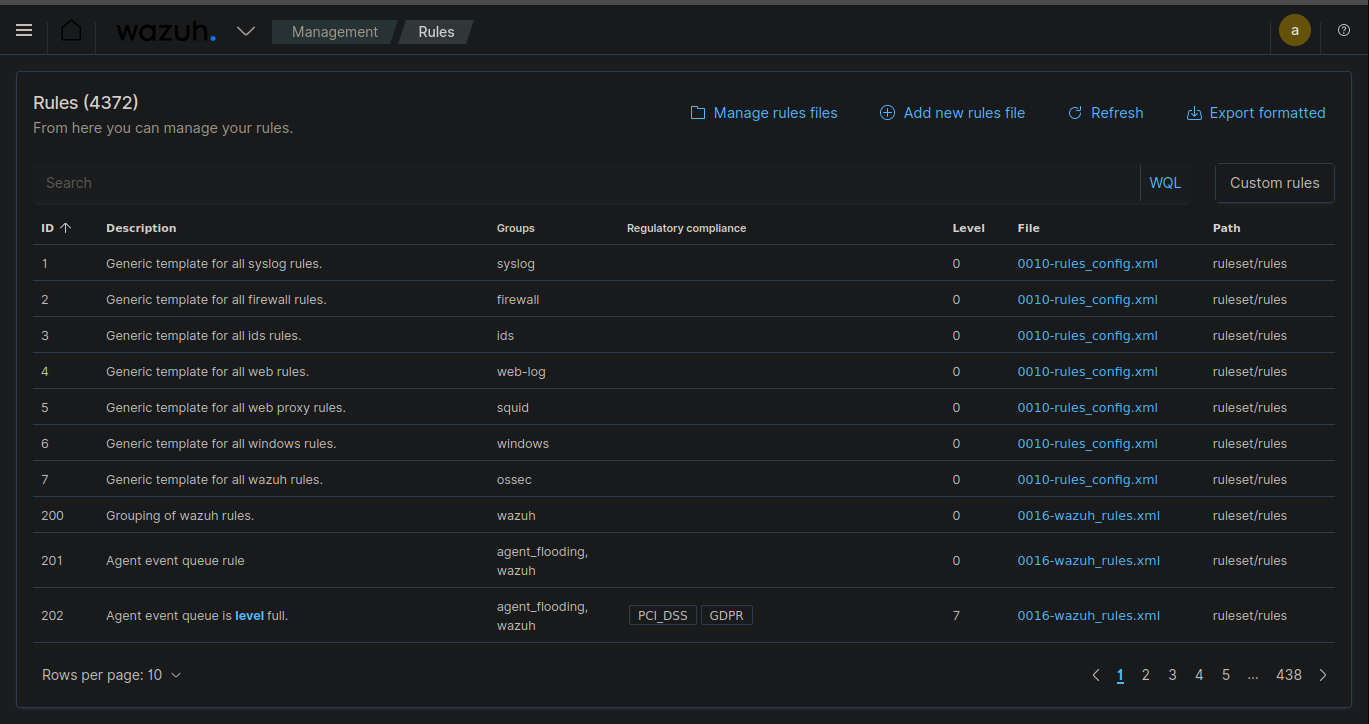 wazuh. Management Rules a
Rules (4372)
From here you can manage your rules.
Manage rules files Add new rules file Refresh Export formatted
Search WQL Custom rules
ID Description Groups Regulatory compliance Level File Path
1 Generic template for all syslog rules. syslog 0 0010-rules_config.xml ruleset/rules
2 Generic template for all firewall rules. firewall 0 0010-rules_config.xml ruleset/rules
3 Generic template for all ids rules. ids 0 0010-rules_config.xml ruleset/rules
4 Generic template for all web rules. web-log 0 0010-rules_config.xml ruleset/rules
5 Generic template for all web proxy rules. squid 0 0010-rules_config.xml ruleset/rules
6 Generic template for all windows rules. windows 0 0010-rules_config.xml ruleset/rules
7 Generic template for all wazuh rules. ossec 0 0010-rules_config.xml ruleset/rules
200 Grouping of wazuh rules. wazuh 0 0016-wazuh_rules.xml ruleset/rules
201 Agent event queue rule agent_flooding, wazuh 0 0016-wazuh_rules.xml ruleset/rules
202 Agent event queue is level full. agent_flooding, wazuh PCI_DSS GDPR 7 0016-wazuh_rules.xml ruleset/rules
Rows per page: 10 1 2 3 4 5 ... 438